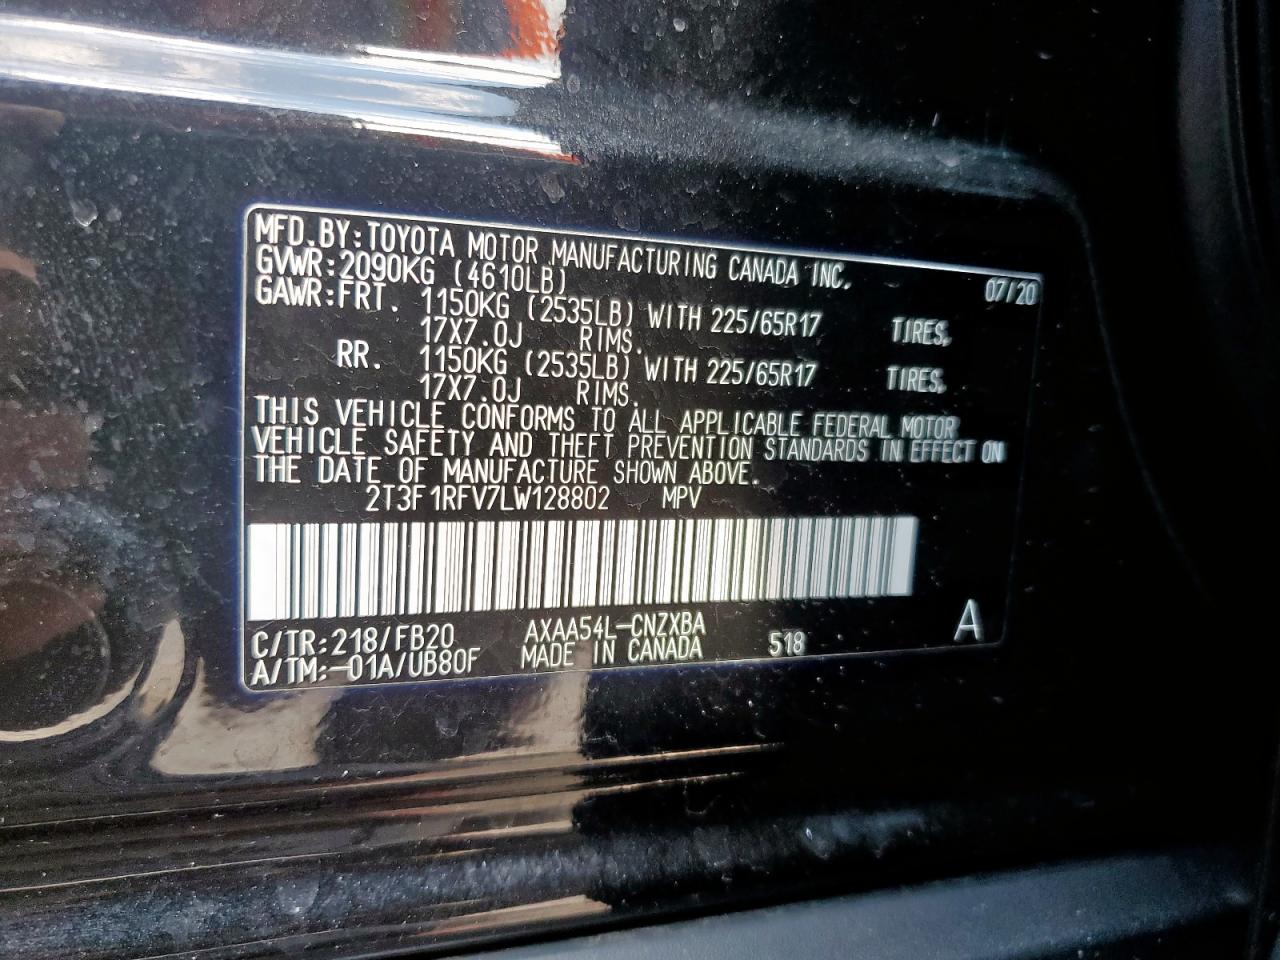 MFD.BY:TOYOTA MOTOR MANUFACTURING CANADA INC.
GVWR:2090KG (4610LB) 07/20
GAWR:FRT. 1150KG (2535LB) WITH 225/65R17 TIRES,
17X7.0J RIMS.
RR. 1150KG (2535LB) WITH 225/65R17 TIRES,
17X7.0J RIMS.
THIS VEHICLE CONFORMS TO ALL APPLICABLE FEDERAL MOTOR
VEHICLE SAFETY AND THEFT PREVENTION STANDARDS IN EFFECT ON
THE DATE OF MANUFACTURE SHOWN ABOVE.
2T3F1RFV7LW128802 MPV
C/TR:218/FB20 AXAA54L-CNZXBA 518 A
A/TM:-01A/UB80F MADE IN CANADA